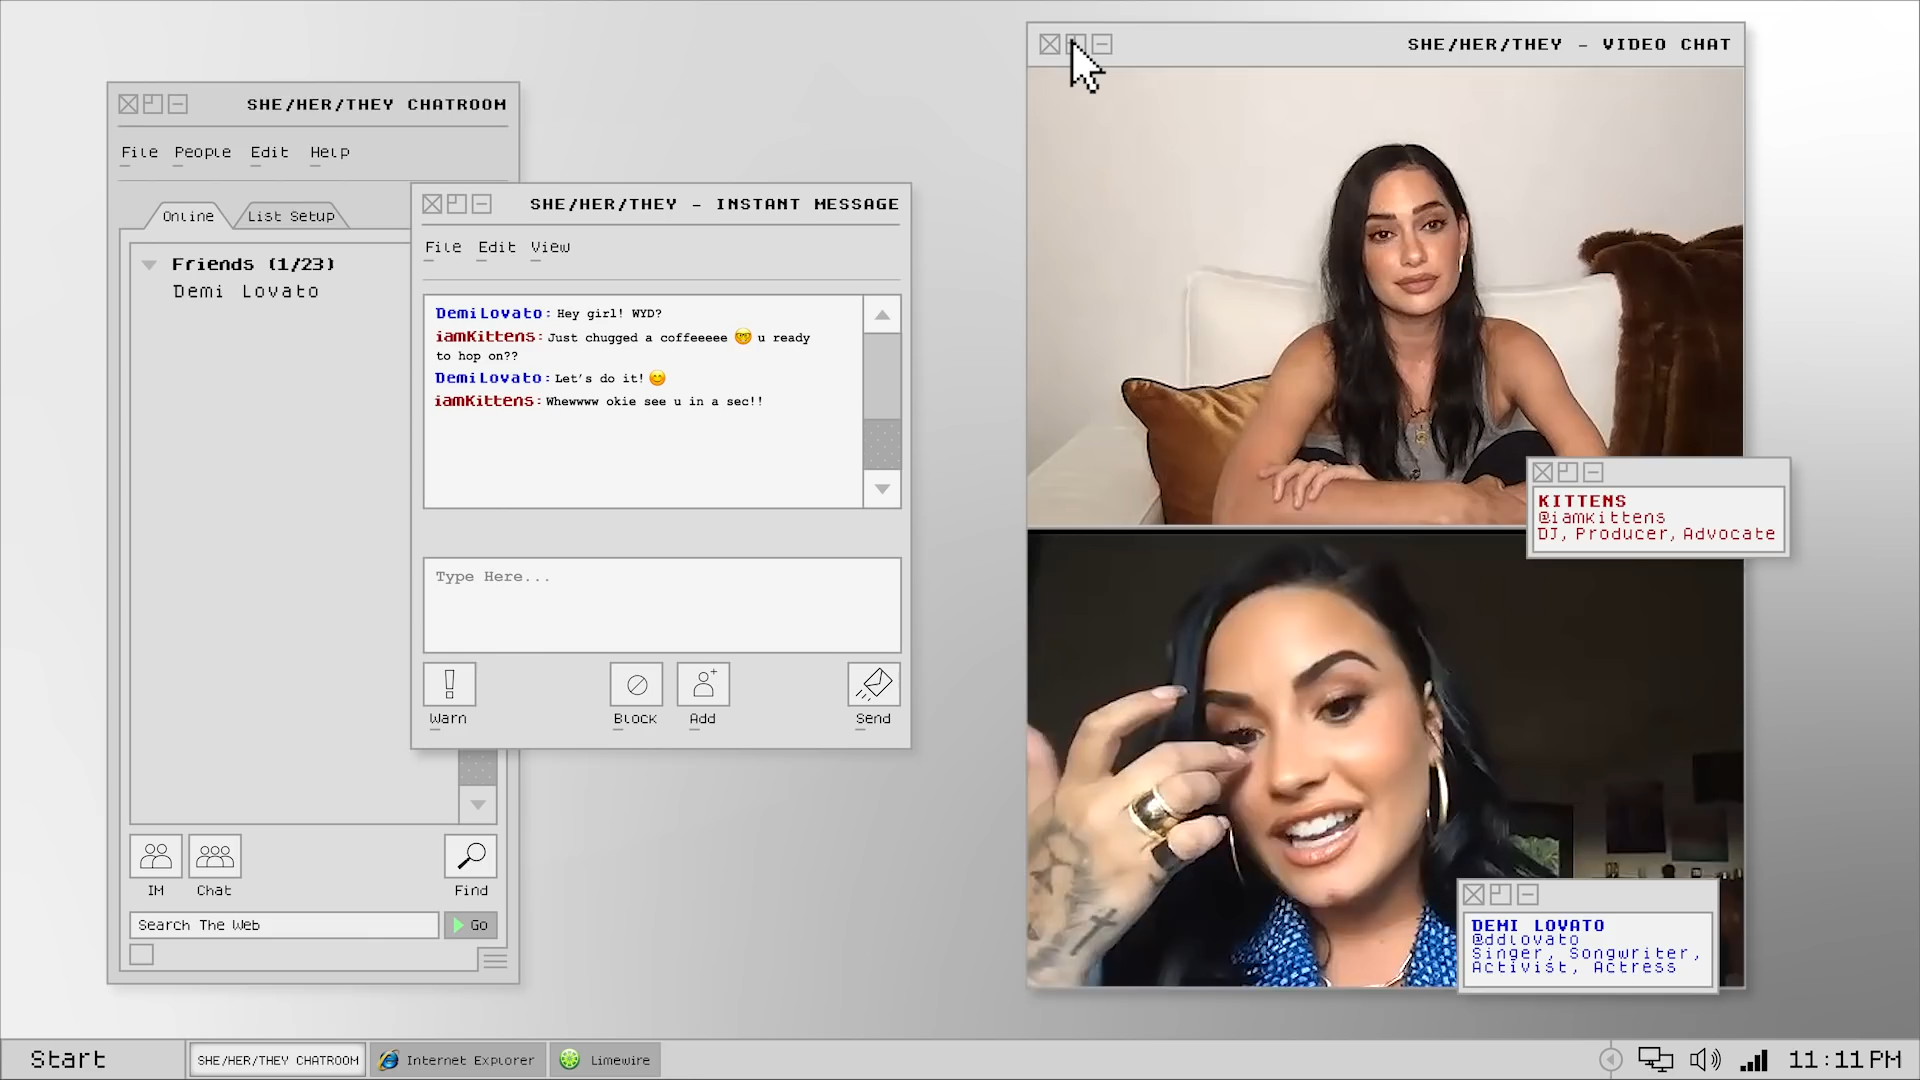 SHE/HER/THEY CHATROOM
File People Edit Help
Online List Setup
Friends (1/23)
Demi Lovato
IM Chat Find
Search The Web Go
SHE/HER/THEY - INSTANT MESSAGE
File Edit View
DemiLovato: Hey girl! WYD?
iamKittens: Just chugged a coffeeeee 🤓 u ready
to hop on??
DemiLovato: Let's do it! 😊
iamKittens: Whewwww okie see u in a sec!!
Type Here...
Warn Block Add Send
SHE/HER/THEY - VIDEO CHAT
KITTENS
@iamkittens
DJ, Producer, Advocate
DEMI LOVATO
@ddlovato
Singer, Songwriter,
Activist, Actress
Start SHE/HER/THEY CHATROOM Internet Explorer Limewire 11:11 PM